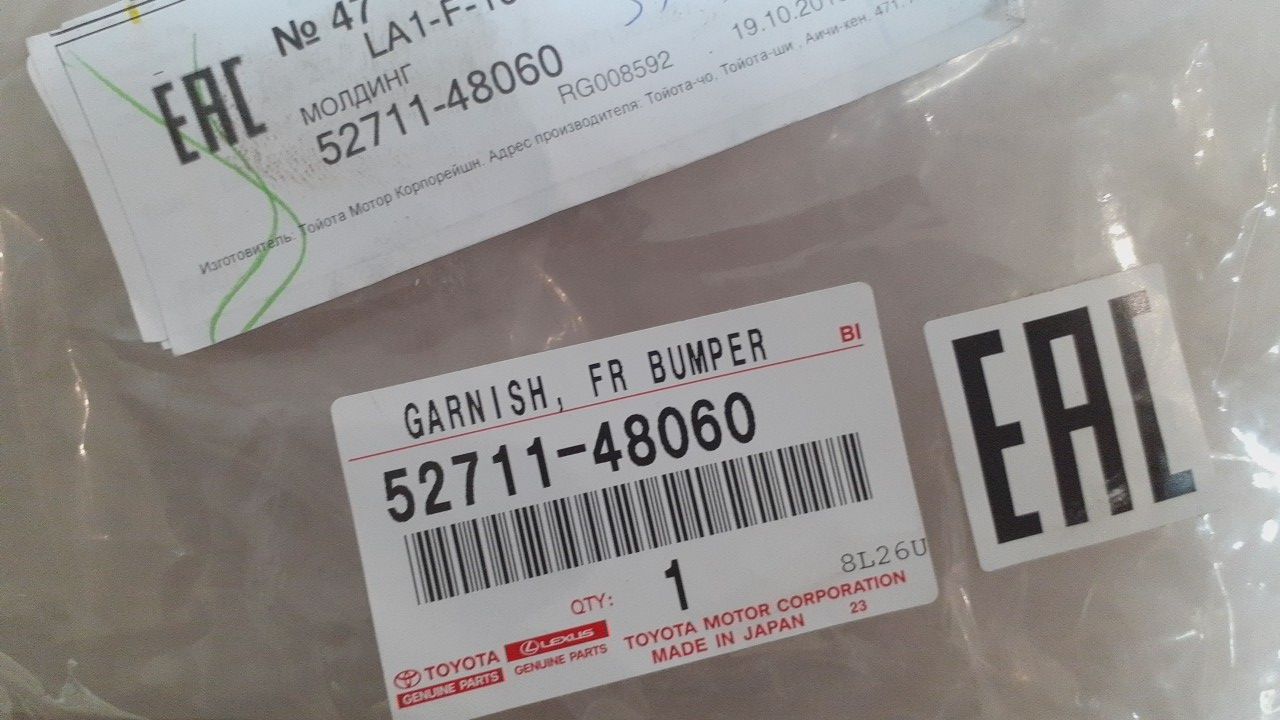 № 47
LA1-F-1
EAC
МОЛДИНГ
52711-48060
RG008592
19.10.201
Изготовитель: Тойота Мотор Корпорейшн. Адрес производителя: Тойота-чо, Тойота-ши, Аичи-кен, 471,
GARNISH, FR BUMPER
BI
52711-48060
QTY: 1
8L26U
TOYOTA
GENUINE PARTS
LEXUS
GENUINE PARTS
TOYOTA MOTOR CORPORATION
MADE IN JAPAN
23
EAC